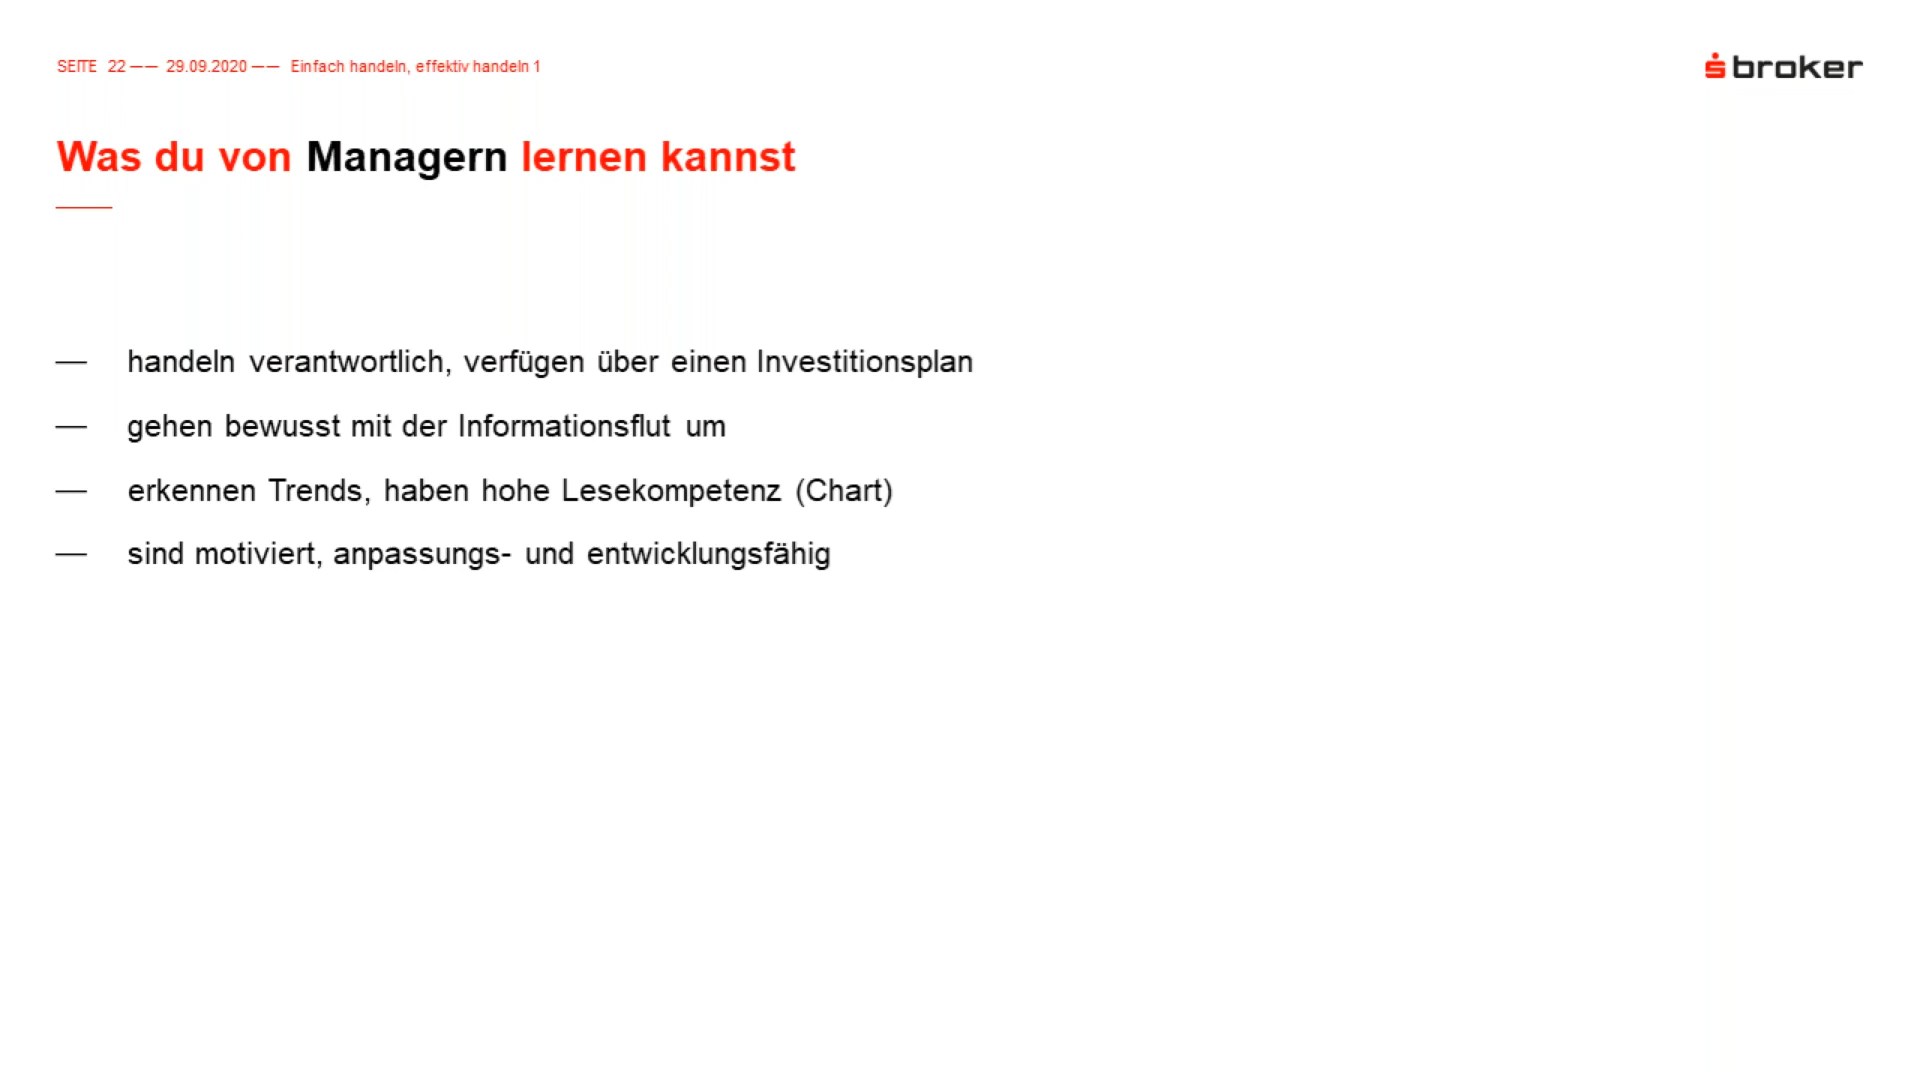 SEITE 22 —— 29.09.2020 —— Einfach handeln, effektiv handeln 1
broker
Was du von Managern lernen kannst
— handeln verantwortlich, verfügen über einen Investitionsplan
— gehen bewusst mit der Informationsflut um
— erkennen Trends, haben hohe Lesekompetenz (Chart)
— sind motiviert, anpassungs- und entwicklungsfähig